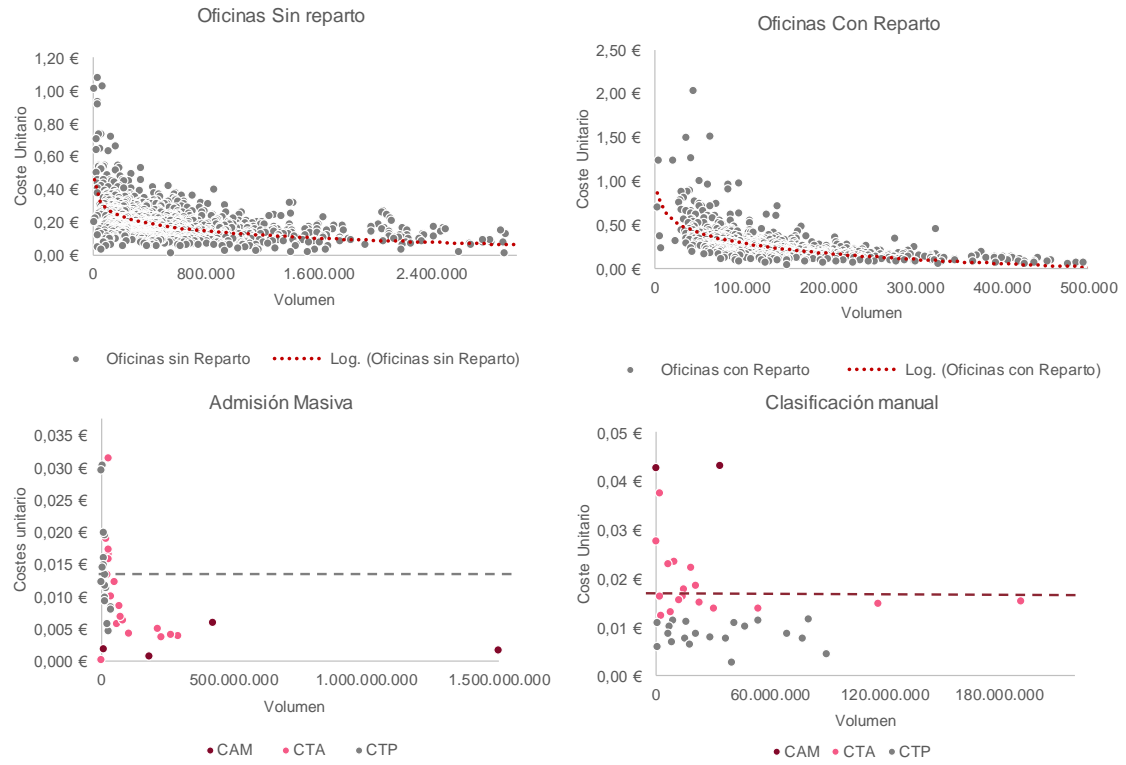 Oficinas Sin reparto
1,20 €
1,00 €
0,80 €
0,60 €
0,40 €
0,20 €
0,00 €
Coste Unitario
0
800.000
1.600.000
2.400.000
Volumen
Oficinas sin Reparto
Log. (Oficinas sin Reparto)
Oficinas Con Reparto
2,50 €
2,00 €
1,50 €
1,00 €
0,50 €
0,00 €
Coste Unitario
0
100.000
200.000
300.000
400.000
500.000
Volumen
Oficinas con Reparto
Log. (Oficinas con Reparto)
Admisión Masiva
0,035 €
0,030 €
0,025 €
0,020 €
0,015 €
0,010 €
0,005 €
0,000 €
Costes unitario
0
500.000.000
1.000.000.000
1.500.000.000
Volumen
CAM
CTA
CTP
Clasificación manual
0,05 €
0,04 €
0,03 €
0,02 €
0,01 €
0,00 €
Coste Unitario
0
60.000.000
120.000.000
180.000.000
Volumen
CAM
CTA
CTP